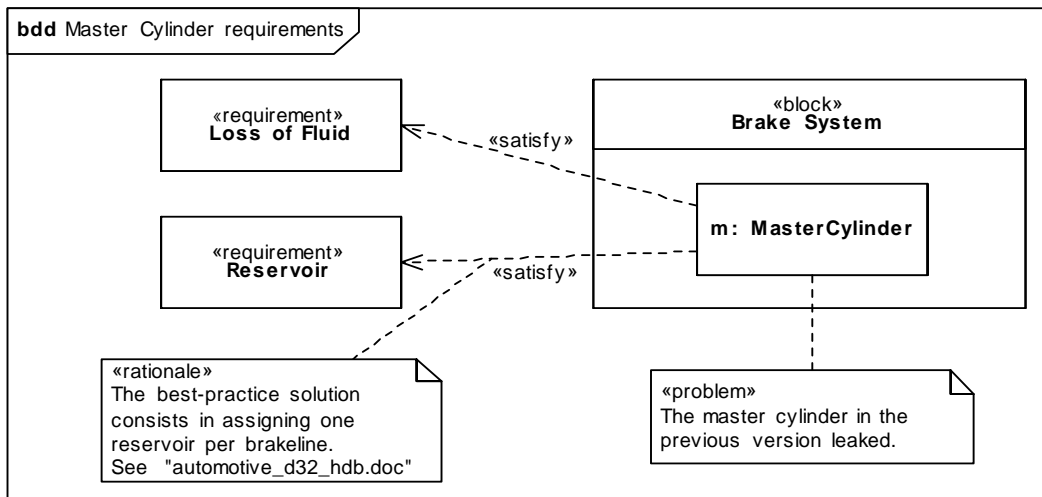 bdd Master Cylinder requirements
«requirement»
Loss of Fluid
«satisfy»
«block»
Brake System
m: MasterCylinder
«requirement»
Reservoir
«satisfy»
«rationale»
The best-practice solution
consists in assigning one
reservoir per brakeline.
See "automotive_d32_hdb.doc"
«problem»
The master cylinder in the
previous version leaked.